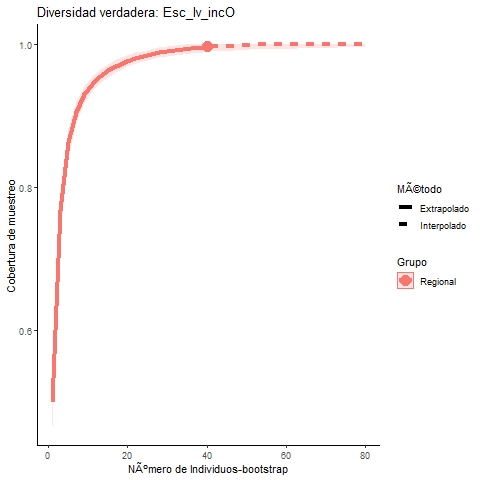 Diversidad verdadera: Esc_lv_incO
Cobertura de muestreo
1.0
0.8
0.6
0
20
40
60
80
NÃºmero de Individuos-bootstrap
MÃ©todo
Extrapolado
Interpolado
Grupo
Regional